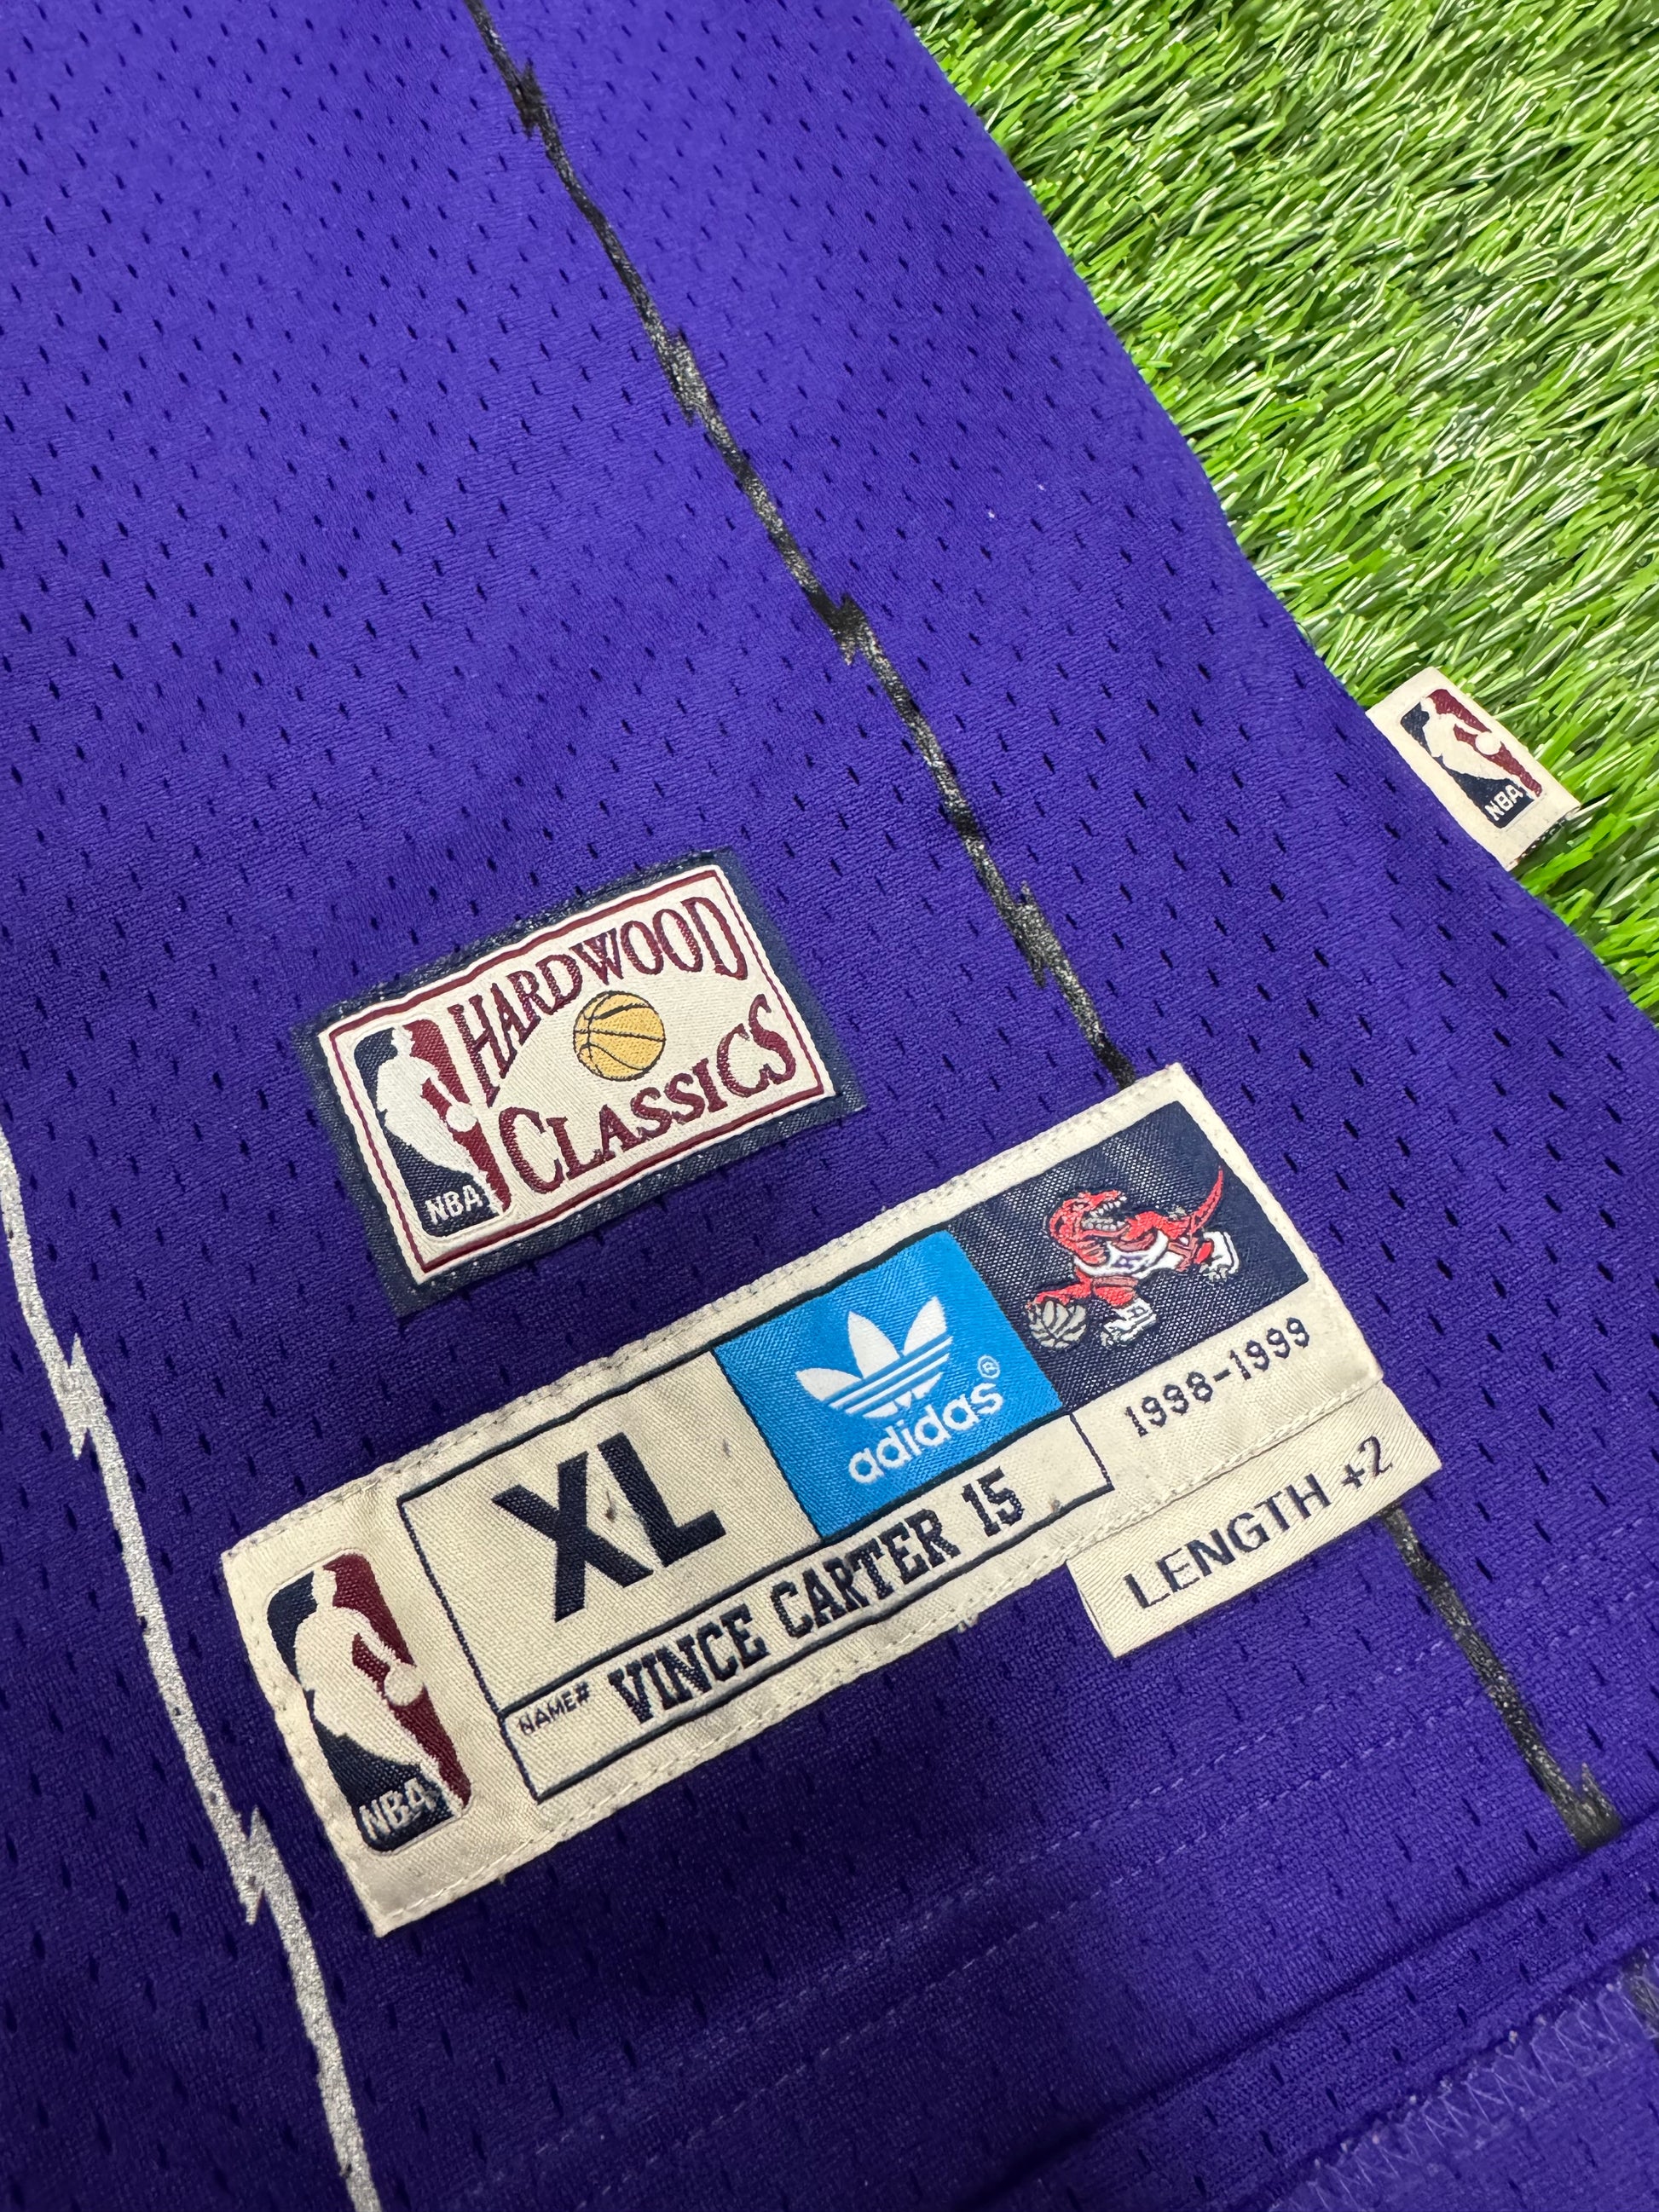 NBA
HARDWOOD
CLASSICS
NBA
XL
adidas®
1998-1999
NAME# VINCE CARTER 15
LENGTH +2
NBA